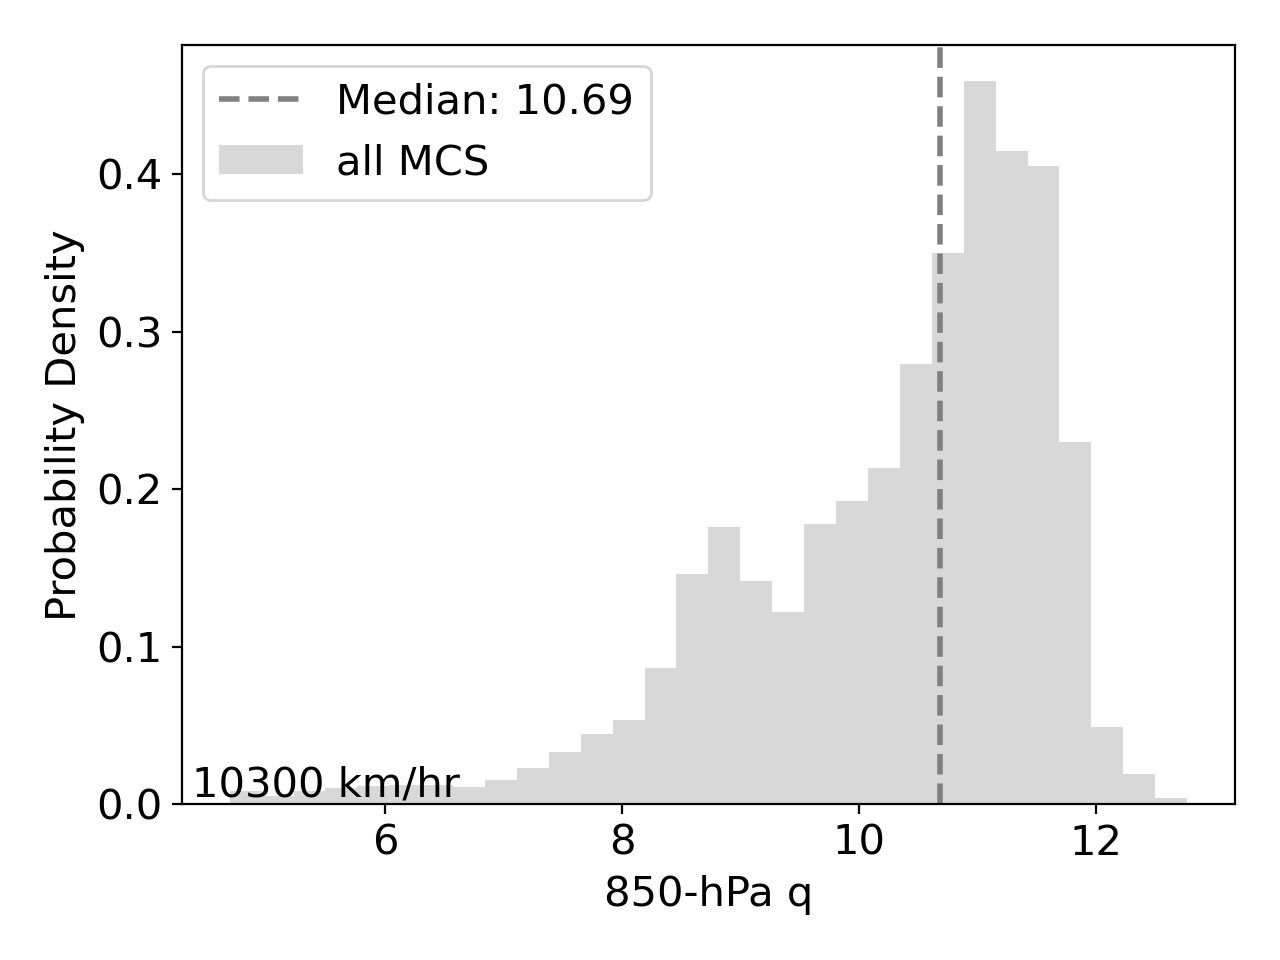 Median: 10.69
all MCS
0.4
0.3
0.2
0.1
0.0
Probability Density
10300 km/hr
6 8 10 12
850-hPa q